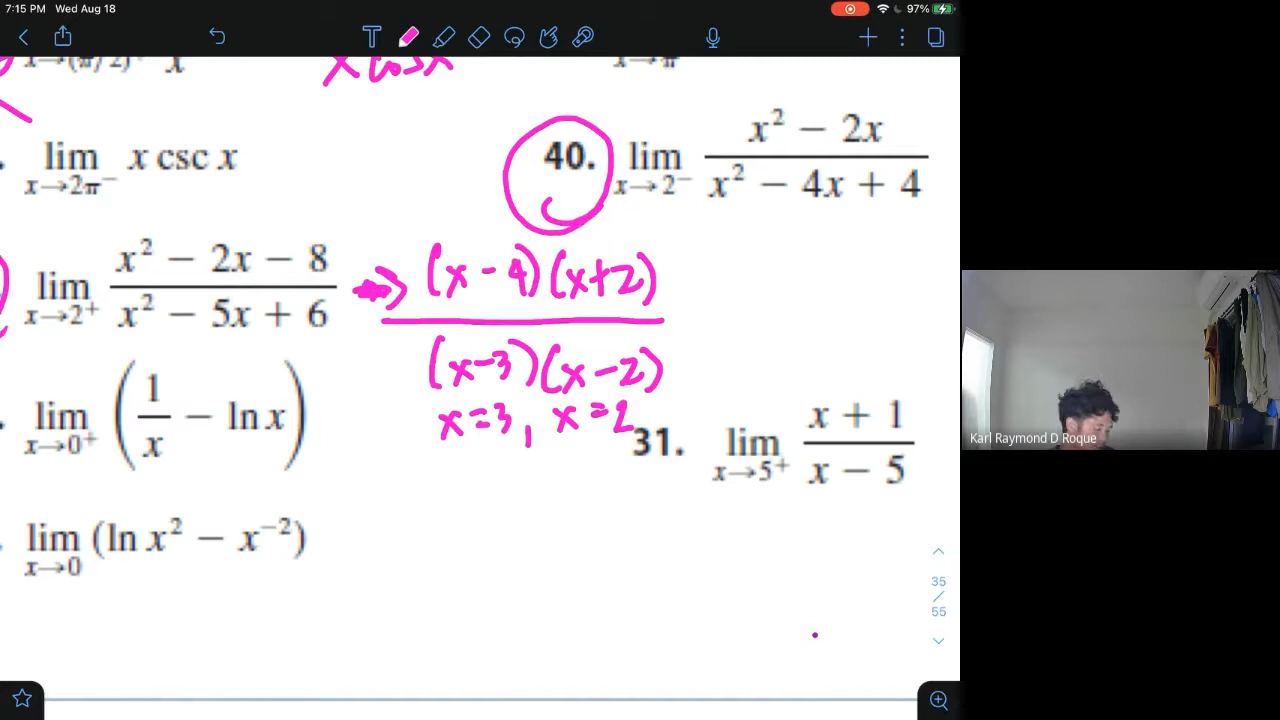 7:15 PM Wed Aug 18
97%
x→(π/2)⁺ x
x cos x
x→π
lim x→2π⁻ x csc x
40. lim x→2⁻ (x² − 2x)/(x² − 4x + 4)
lim x→2⁺ (x² − 2x − 8)/(x² − 5x + 6)
(x-4)(x+2)
(x-3)(x-2)
x=3, x=2
lim x→0⁺ (1/x − ln x)
31. lim x→5⁺ (x + 1)/(x − 5)
lim x→0 (ln x² − x⁻²)
35
/
55
Karl Raymond D Roque